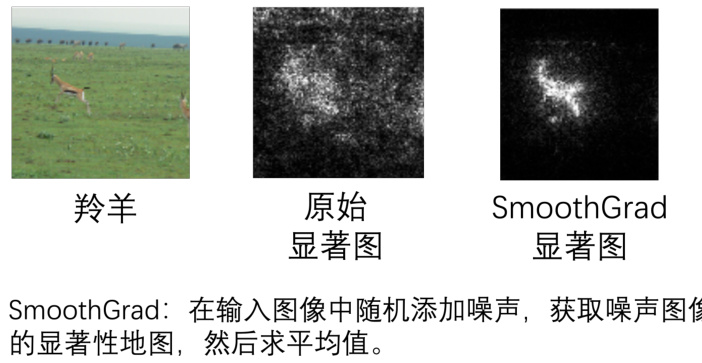 羚羊
原始
显著图
SmoothGrad
显著图
SmoothGrad：在输入图像中随机添加噪声，获取噪声图像
的显著性地图，然后求平均值。